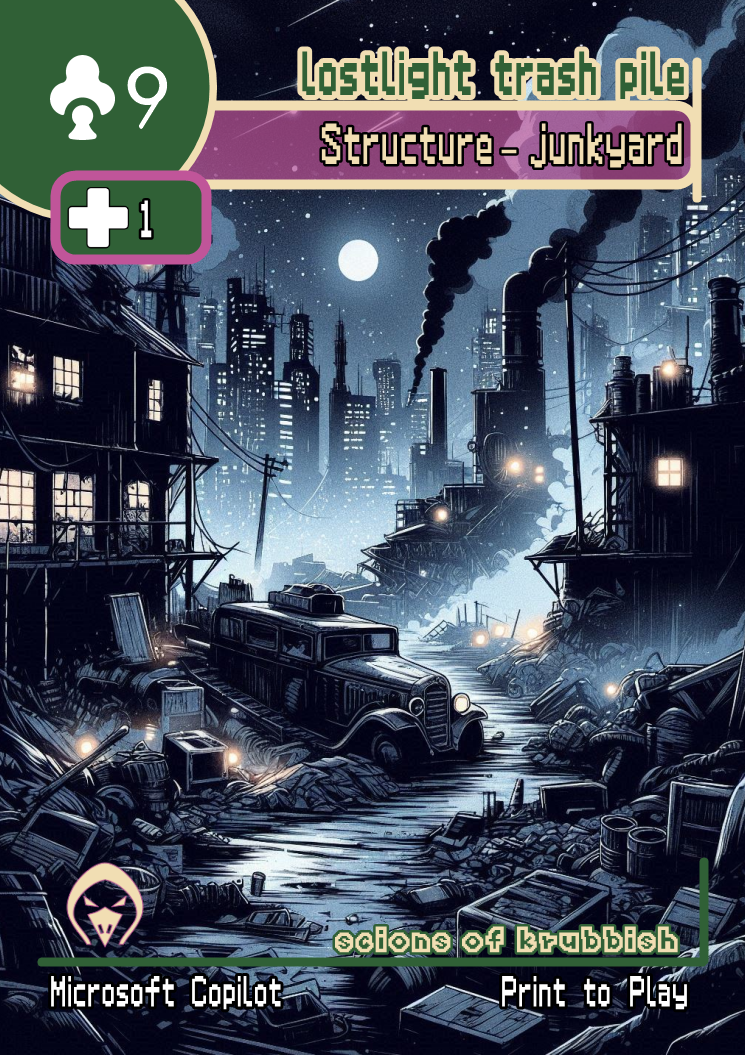 9
lostlight trash pile
Structure - junkyard
1
scions of krubbish
Microsoft Copilot
Print to Play